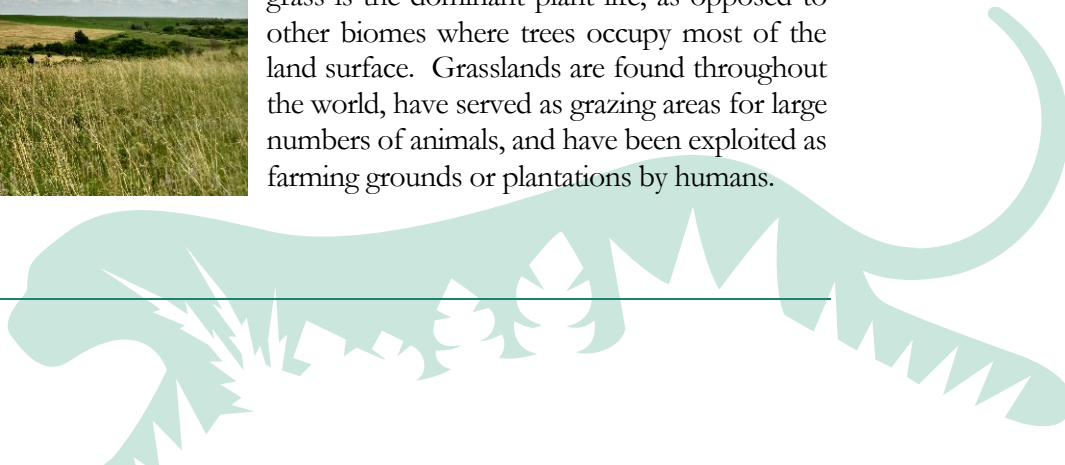 grass is the dominant plant life, as opposed to
other biomes where trees occupy most of the
land surface.  Grasslands are found throughout
the world, have served as grazing areas for large
numbers of animals, and have been exploited as
farming grounds or plantations by humans.